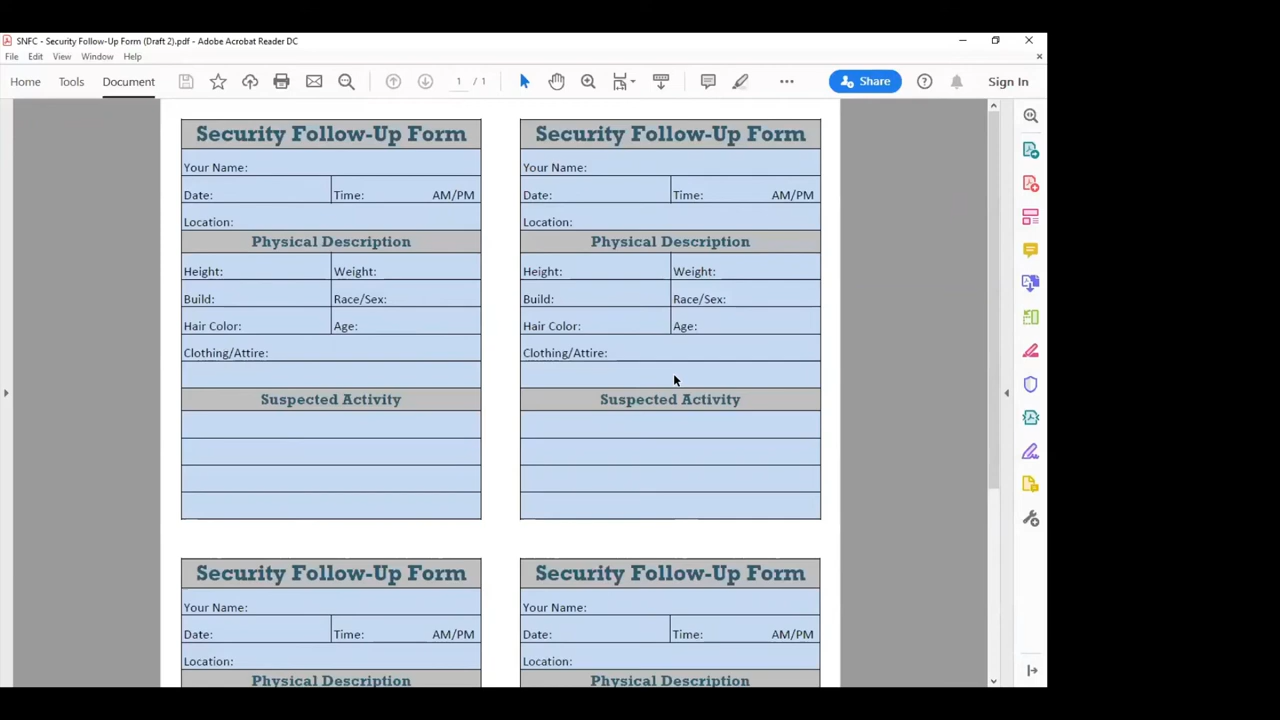 SNFC - Security Follow-Up Form (Draft 2).pdf - Adobe Acrobat Reader DC
File Edit View Window Help
Home Tools Document 1 / 1 Share Sign In
Security Follow-Up Form
Your Name:
Date: Time: AM/PM
Location:
Physical Description
Height: Weight:
Build: Race/Sex:
Hair Color: Age:
Clothing/Attire:
Suspected Activity
Security Follow-Up Form
Your Name:
Date: Time: AM/PM
Location:
Physical Description
Height: Weight:
Build: Race/Sex:
Hair Color: Age:
Clothing/Attire:
Suspected Activity
Security Follow-Up Form
Your Name:
Date: Time: AM/PM
Location:
Physical Description
Security Follow-Up Form
Your Name:
Date: Time: AM/PM
Location:
Physical Description